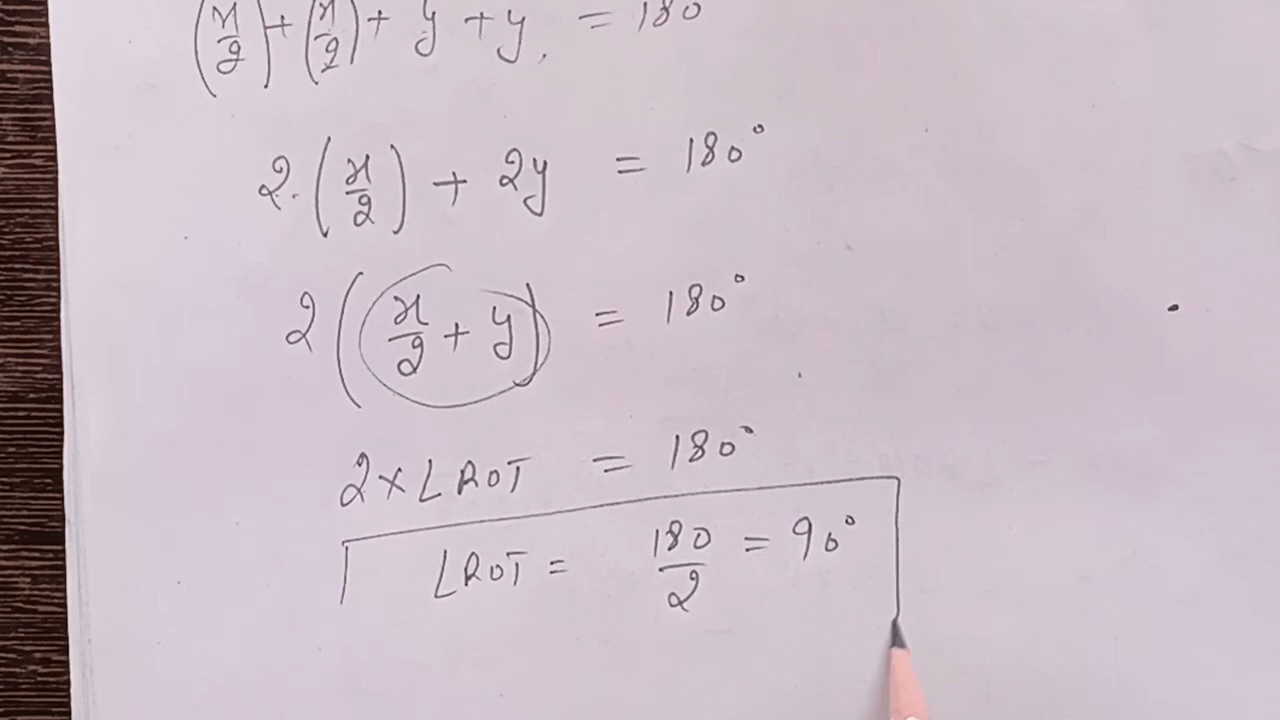 (x/2) + (x/2) + y + y, = 180
2.(x/2) + 2y = 180°
2(x/2 + y) = 180°
2 × ∠ROT = 180°
∠ROT = 180/2 = 90°